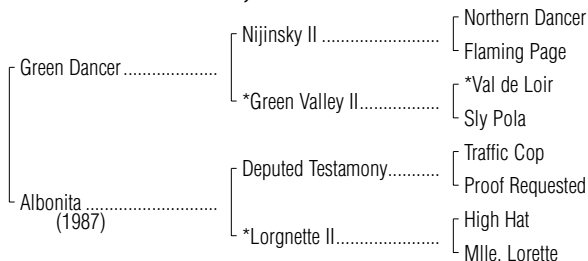 Northern Dancer
Nijinsky II ........................
Flaming Page
Green Dancer ...................
*Val de Loir
*Green Valley II................
Sly Pola
Traffic Cop
Deputed Testamony..........
Proof Requested
Albonita ...........................
(1987)
High Hat
*Lorgnette II.....................
Mlle. Lorette